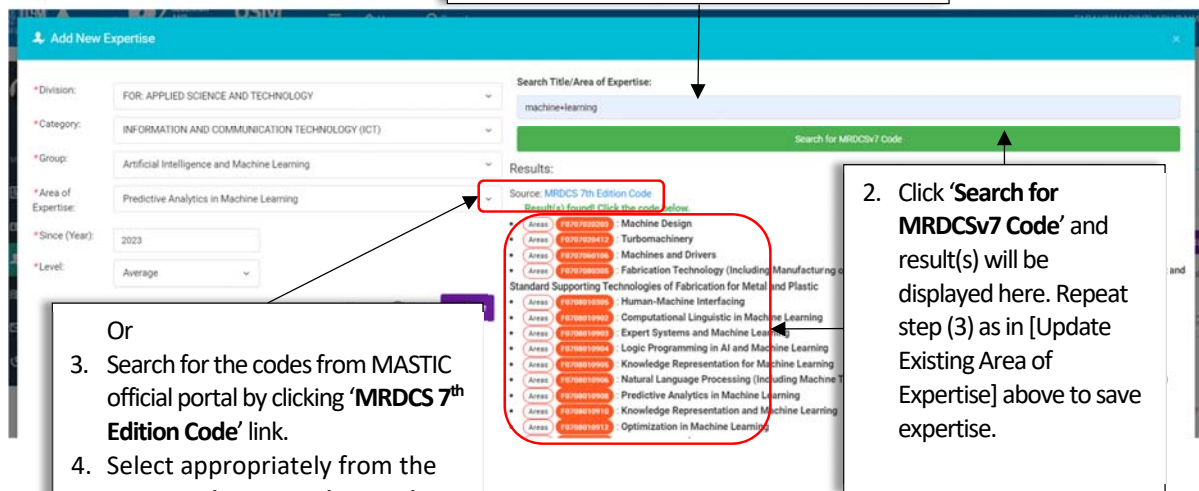 USM
Add New Expertise
×
*Division:
FOR: APPLIED SCIENCE AND TECHNOLOGY
*Category:
INFORMATION AND COMMUNICATION TECHNOLOGY (ICT)
*Group:
Artificial Intelligence and Machine Learning
*Area of
Expertise:
Predictive Analytics in Machine Learning
*Since (Year):
2023
*Level:
Average
Search Title/Area of Expertise:
machine+learning
Search for MRDCSv7 Code
Results:
Source: MRDCS 7th Edition Code
Result(s) found! Click the code below.
Areas F0707020203 : Machine Design
Areas F0707020412 : Turbomachinery
Areas F0707060106 : Machines and Drivers
Areas F0707080305 : Fabrication Technology (Including Manufacturng o
and
Standard Supporting Technologies of Fabrication for Metal and Plastic
Areas F0708010305 : Human-Machine Interfacing
Areas F0708010902 : Computational Linguistic in Machine Learning
Areas F0708010903 : Expert Systems and Machine Learning
Areas F0708010904 : Logic Programming in AI and Machine Learning
Areas F0708010905 : Knowledge Representation for Machine Learning
Areas F0708010906 : Natural Language Processing (Including Machine T
Areas F0708010908 : Predictive Analytics in Machine Learning
Areas F0708010910 : Knowledge Representation and Machine Learning
Areas F0708010912 : Optimization in Machine Learning
2. Click ‘Search for
MRDCSv7 Code’ and
result(s) will be
displayed here. Repeat
step (3) as in [Update
Existing Area of
Expertise] above to save
expertise.
Or
3. Search for the codes from MASTIC
official portal by clicking ‘MRDCS 7th
Edition Code’ link.
4. Select appropriately from the